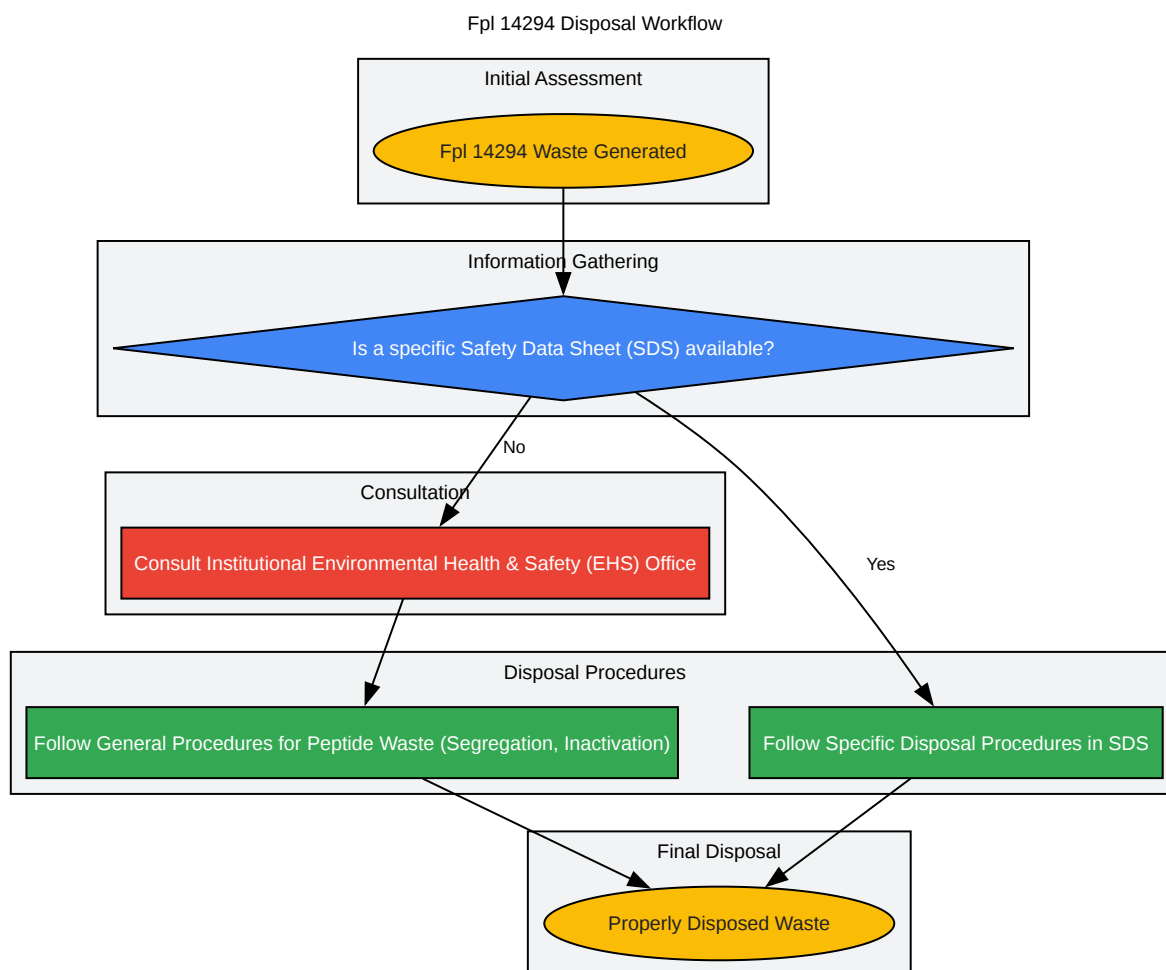 Fpl 14294 Disposal Workflow
Initial Assessment
Fpl 14294 Waste Generated
Information Gathering
Is a specific Safety Data Sheet (SDS) available?
No
Consultation
Consult Institutional Environmental Health & Safety (EHS) Office
Yes
Disposal Procedures
Follow General Procedures for Peptide Waste (Segregation, Inactivation)
Follow Specific Disposal Procedures in SDS
Final Disposal
Properly Disposed Waste